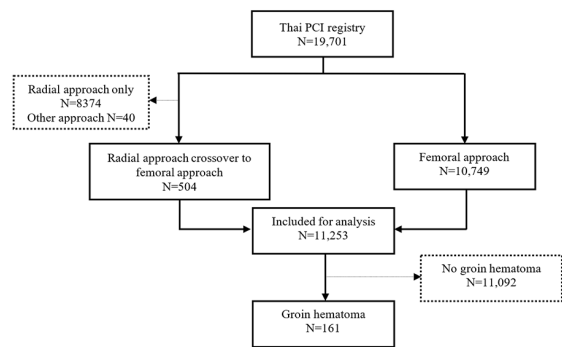 Thai PCI registry
N=19,701
Radial approach only
N=8374
Other approach N=40
Radial approach crossover to
femoral approach
N=504
Femoral approach
N=10,749
Included for analysis
N=11,253
No groin hematoma
N=11,092
Groin hematoma
N=161